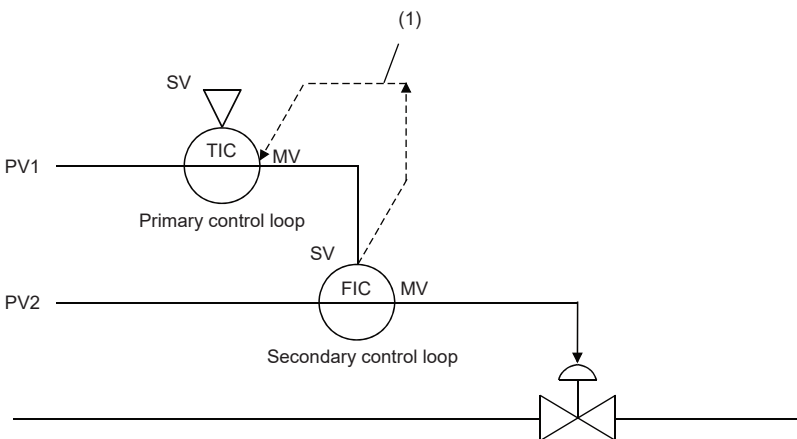 (1)
SV
TIC
MV
PV1
Primary control loop
SV
FIC
MV
PV2
Secondary control loop